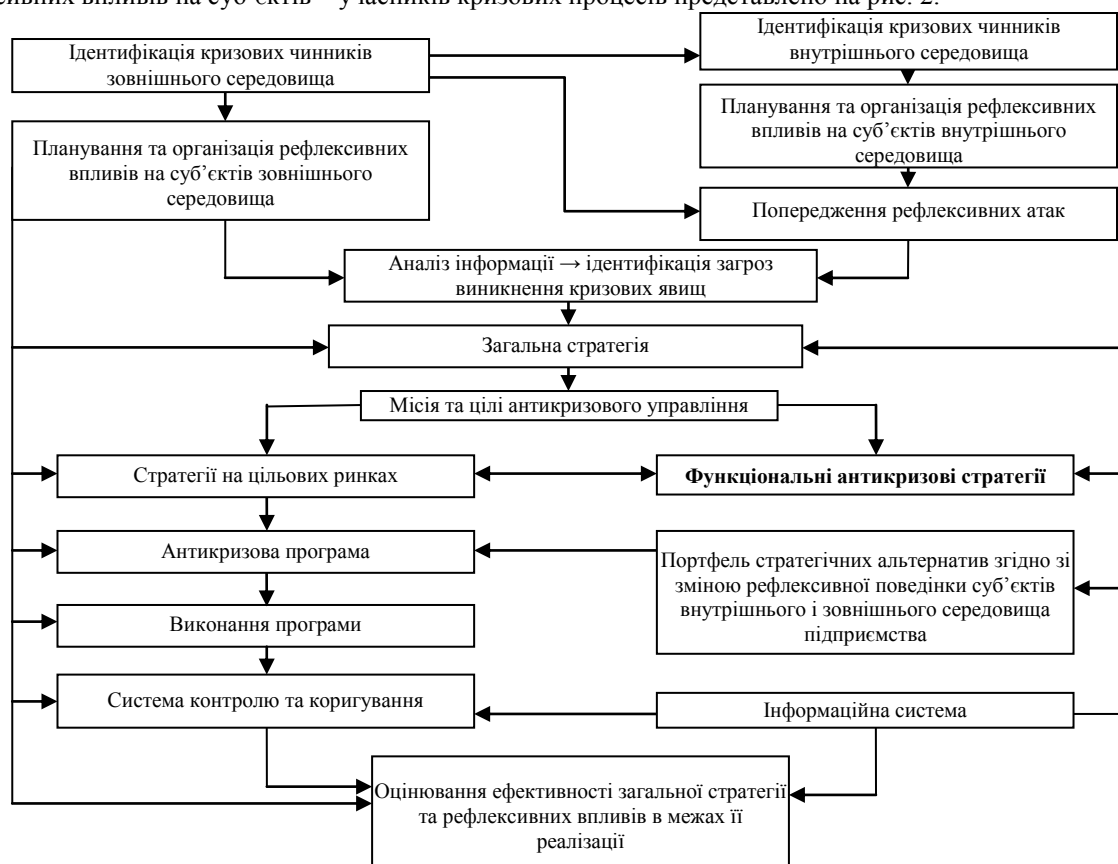 сивних впливів на суб'єктів – учасників кризових процесів представлено на рис. 2.
Ідентифікація кризових чинників
зовнішнього середовища
Ідентифікація кризових чинників
внутрішнього середовища
Планування та організація рефлексивних
впливів на суб’єктів зовнішнього
середовища
Планування та організація рефлексивних
впливів на суб’єктів внутрішнього
середовища
Попередження рефлексивних атак
Аналіз інформації → ідентифікація загроз
виникнення кризових явищ
Загальна стратегія
Місія та цілі антикризового управління
Стратегії на цільових ринках
Функціональні антикризові стратегії
Антикризова програма
Портфель стратегічних альтернатив згідно зі
зміною рефлексивної поведінки суб’єктів
внутрішнього і зовнішнього середовища
підприємства
Виконання програми
Система контролю та коригування
Інформаційна система
Оцінювання ефективності загальної стратегії
та рефлексивних впливів в межах її
реалізації